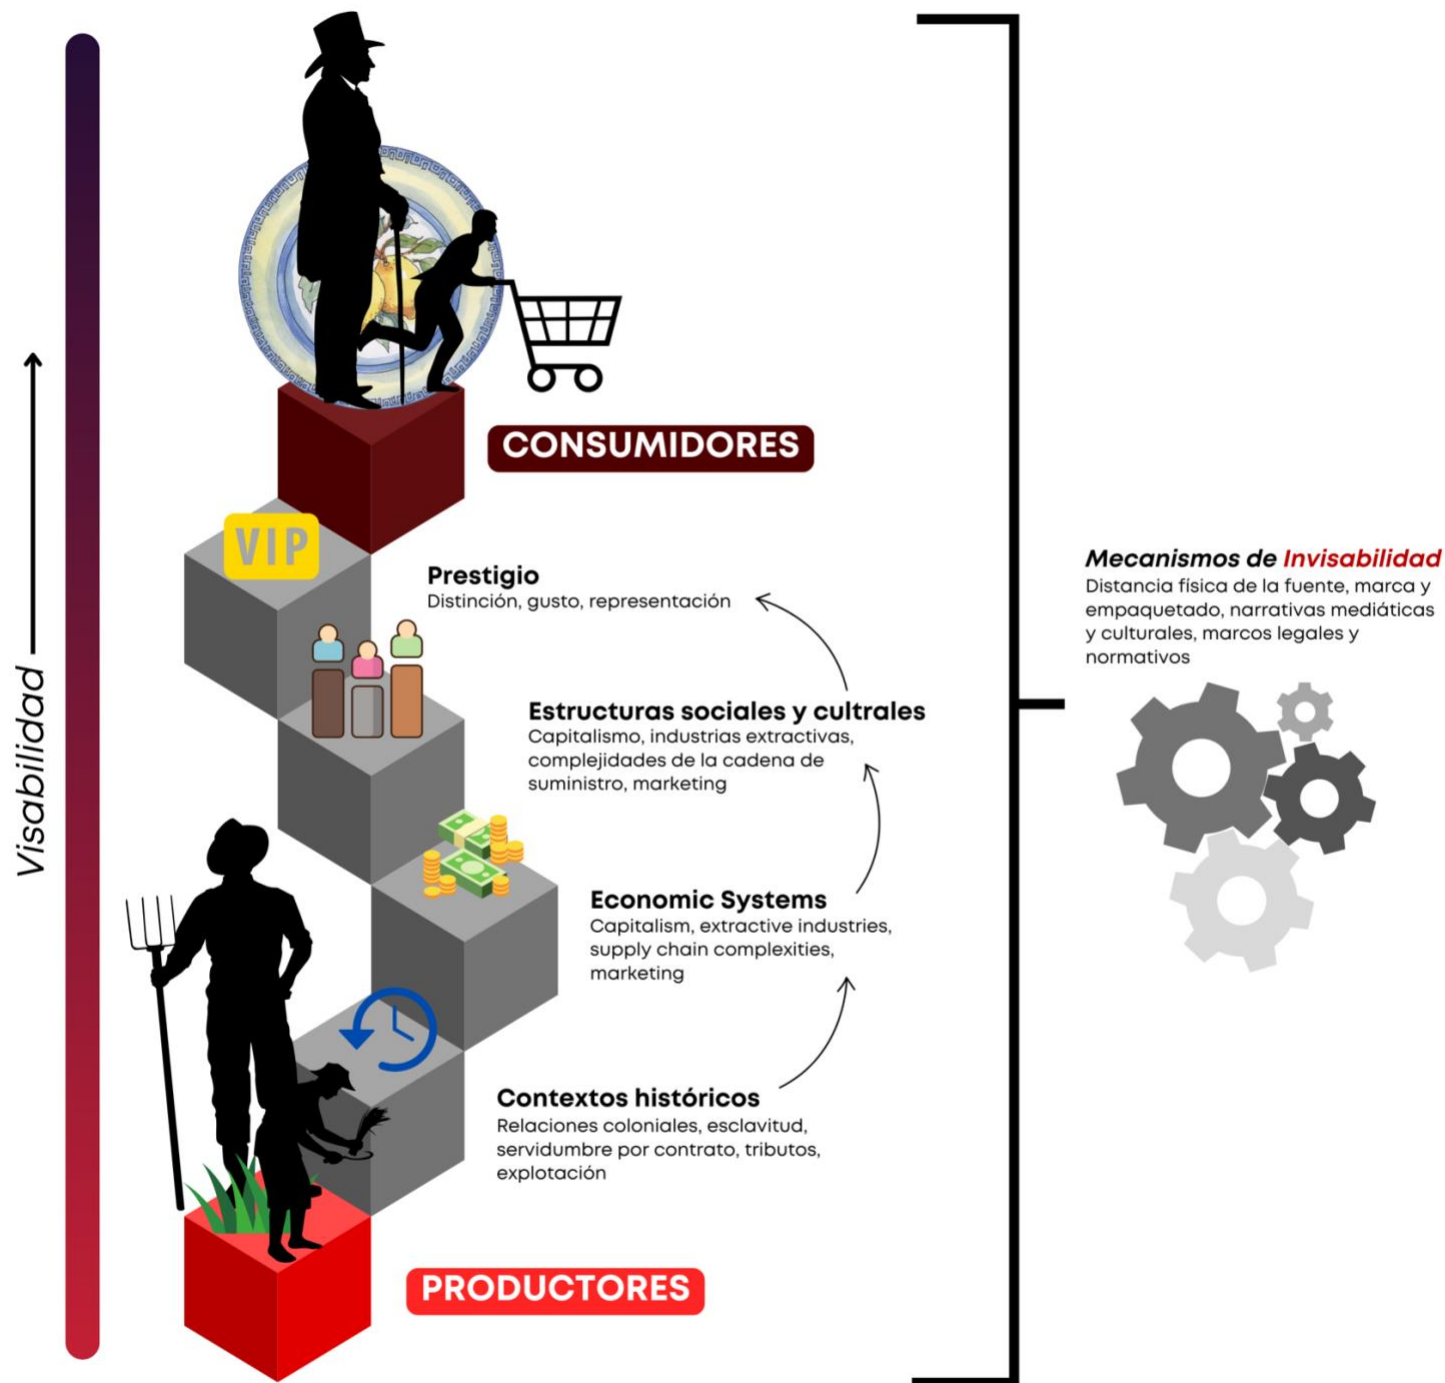 Visabilidad
CONSUMIDORES
VIP
Prestigio
Distinción, gusto, representación
Estructuras sociales y cultrales
Capitalismo, industrias extractivas,
complejidades de la cadena de
suministro, marketing
Economic Systems
Capitalism, extractive industries,
supply chain complexities,
marketing
Contextos históricos
Relaciones coloniales, esclavitud,
servidumbre por contrato, tributos,
explotación
PRODUCTORES
Mecanismos de Invisabilidad
Distancia física de la fuente, marca y
empaquetado, narrativas mediáticas
y culturales, marcos legales y
normativos